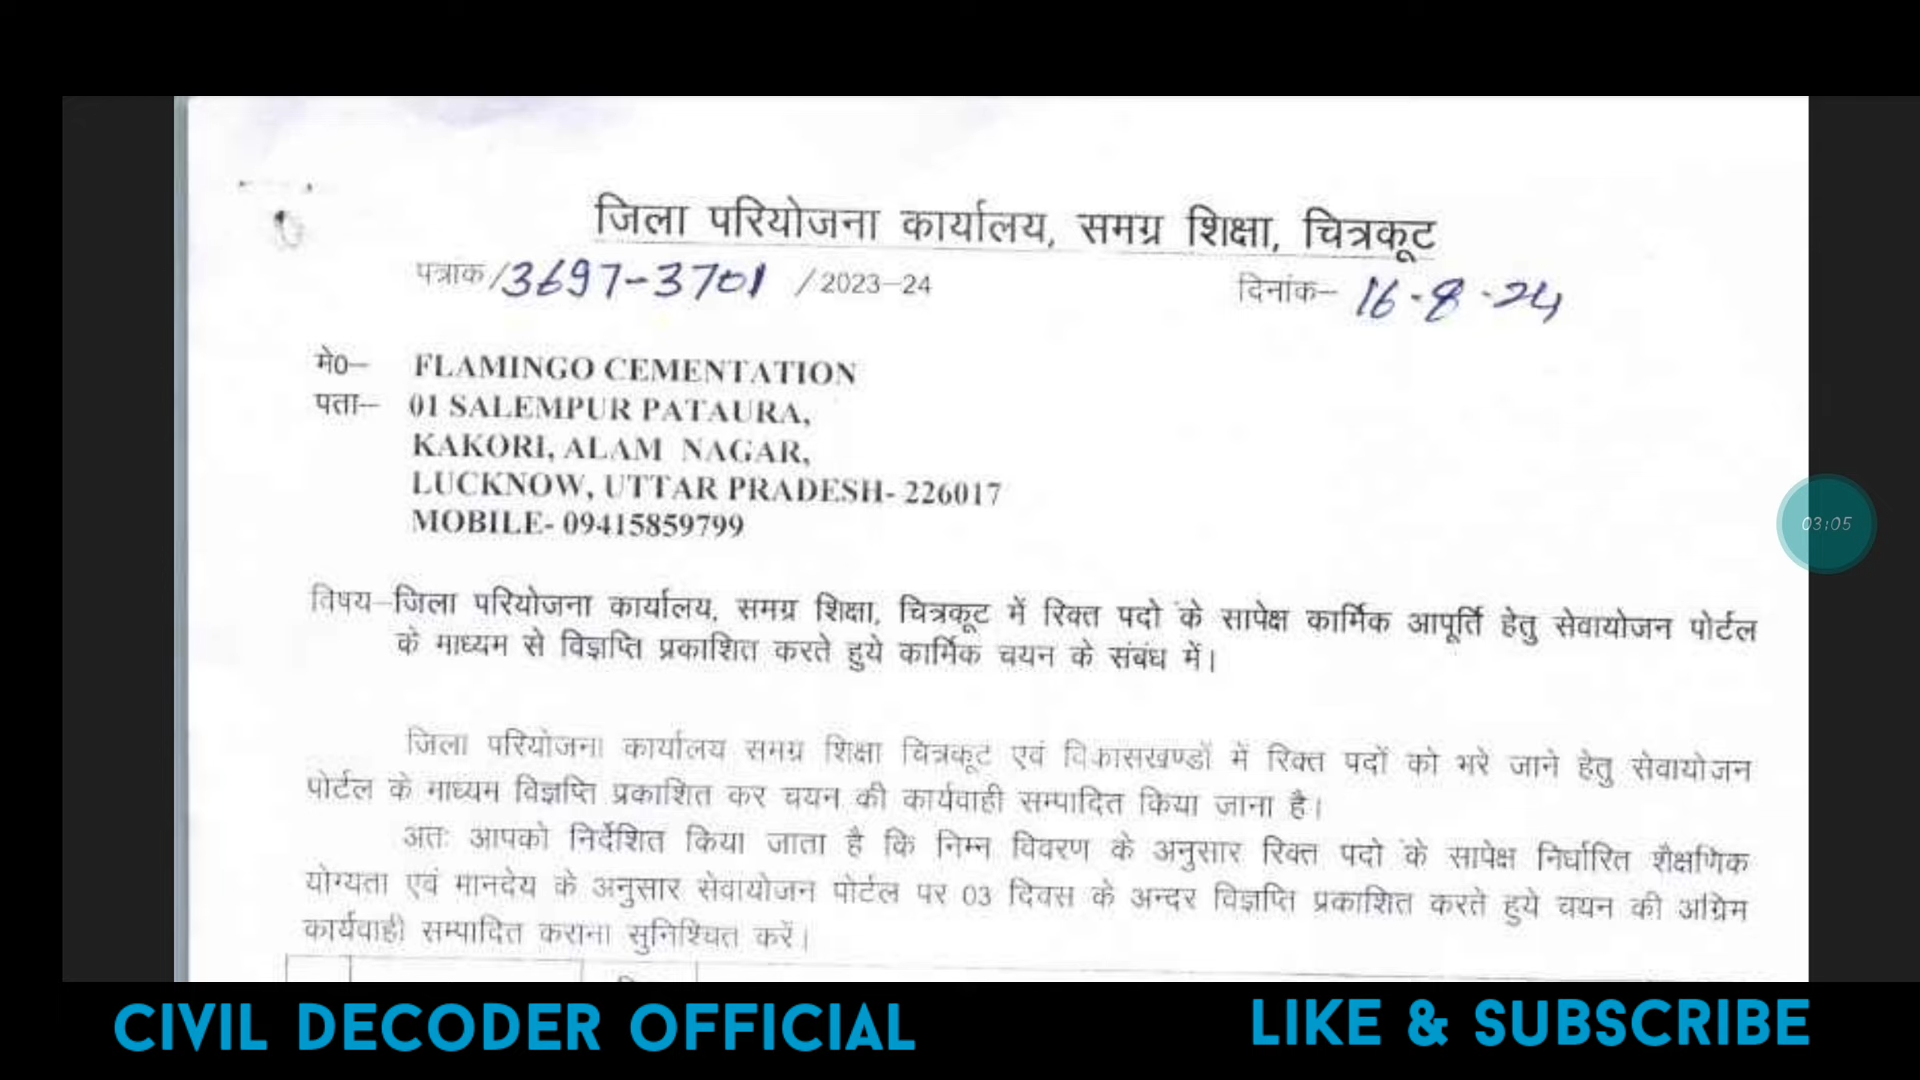 जिला परियोजना कार्यालय, समग्र शिक्षा, चित्रकूट
पत्रांक/3697-3701 /2023-24
दिनांक- 16-8-24
मे0- FLAMINGO CEMENTATION
पता- 01 SALEMPUR PATAURA,
KAKORI, ALAM NAGAR,
LUCKNOW, UTTAR PRADESH- 226017
MOBILE- 09415859799
03:05
विषय-जिला परियोजना कार्यालय, समग्र शिक्षा, चित्रकूट में रिक्त पदो के सापेक्ष कार्मिक आपूर्ति हेतु सेवायोजन पोर्टल
के माध्यम से विज्ञप्ति प्रकाशित करते हुये कार्मिक चयन के संबंध में।
जिला परियोजना कार्यालय समग्र शिक्षा चित्रकूट एवं विकासखण्डों में रिक्त पदों को भरे जाने हेतु सेवायोजन
पोर्टल के माध्यम विज्ञप्ति प्रकाशित कर चयन की कार्यवाही सम्पादित किया जाना है।
अतः आपको निर्देशित किया जाता है कि निम्न विवरण के अनुसार रिक्त पदो के सापेक्ष निर्धारित शैक्षणिक
योग्यता एवं मानदेय के अनुसार सेवायोजन पोर्टल पर 03 दिवस के अन्दर विज्ञप्ति प्रकाशित करते हुये चयन की अग्रिम
कार्यवाही सम्पादित कराना सुनिश्चित करें।
CIVIL DECODER OFFICIAL
LIKE & SUBSCRIBE